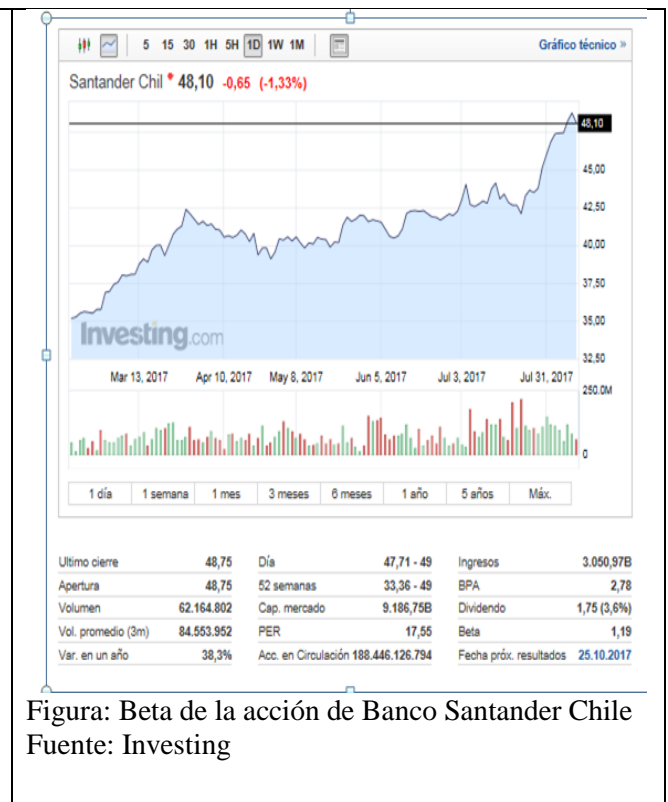 5 15 30 1H 5H 1D 1W 1M Gráfico técnico »
Santander Chil 48,10 -0,65 (-1,33%)
48,10
45,00
42,50
40,00
37,50
35,00
32,50
Investing.com
Mar 13, 2017 Apr 10, 2017 May 8, 2017 Jun 5, 2017 Jul 3, 2017 Jul 31, 2017
250.0M
0
1 día 1 semana 1 mes 3 meses 6 meses 1 año 5 años Máx.
Ultimo cierre 48,75 Día 47,71 - 49 Ingresos 3.050,97B
Apertura 48,75 52 semanas 33,36 - 49 BPA 2,78
Volumen 62.164.802 Cap. mercado 9.186,75B Dividendo 1,75 (3,6%)
Vol. promedio (3m) 84.553.952 PER 17,55 Beta 1,19
Var. en un año 38,3% Acc. en Circulación 188.446.126.794 Fecha próx. resultados 25.10.2017
Figura: Beta de la acción de Banco Santander Chile
Fuente: Investing